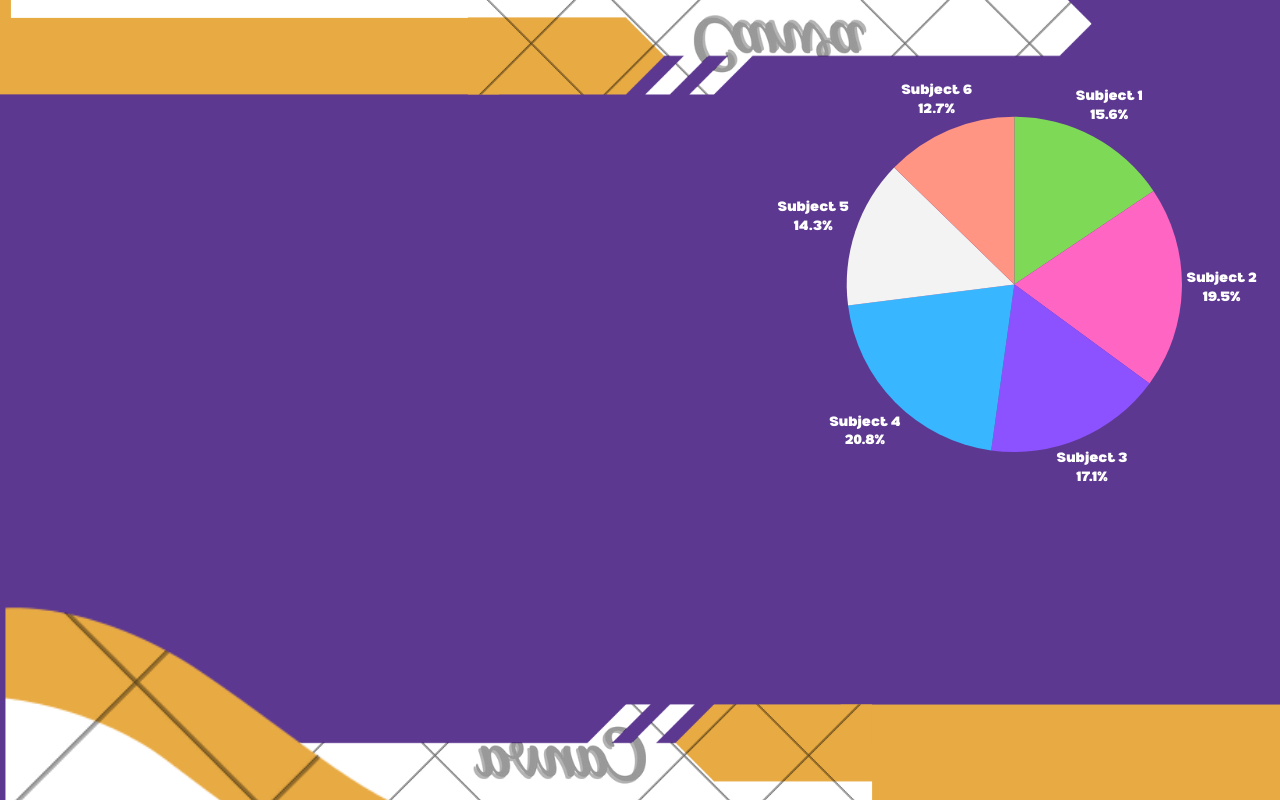 Canva
Subject 6
12.7%
Subject 1
15.6%
Subject 5
14.3%
Subject 2
19.5%
Subject 4
20.8%
Subject 3
17.1%
Canva